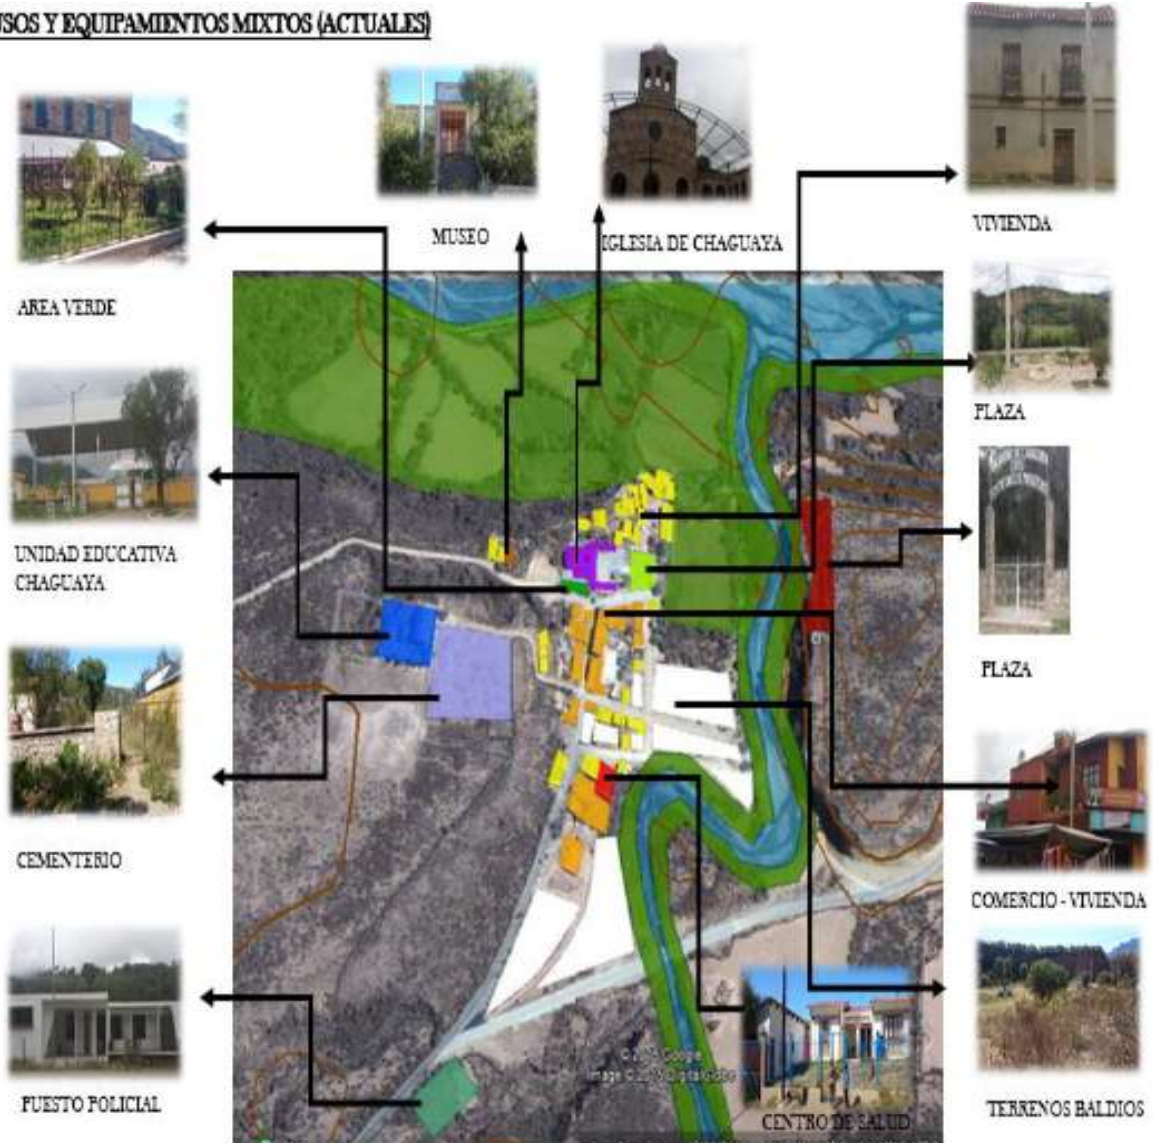 USOS Y EQUIPAMIENTOS MIXTOS (ACTUALES)
MUSEO
IGLESIA DE CHAGUAYA
VIVIENDA
AREA VERDE
PLAZA
UNIDAD EDUCATIVA
CHAGUAYA
PLAZA
CEMENTERIO
COMERCIO - VIVIENDA
PUESTO POLICIAL
CENTRO DE SALUD
TERRENOS BALDIOS
Google
Image ©